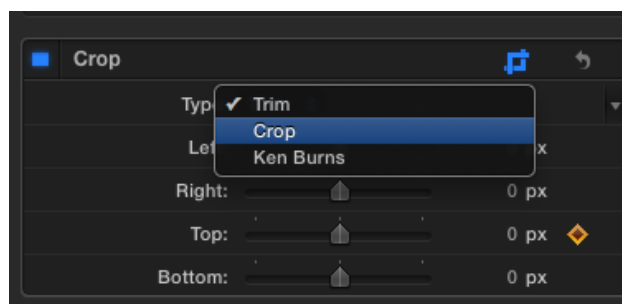 Crop
Typ ✓ Trim
Crop
Lef x
Ken Burns
Right: 0 px
Top: 0 px
Bottom: 0 px